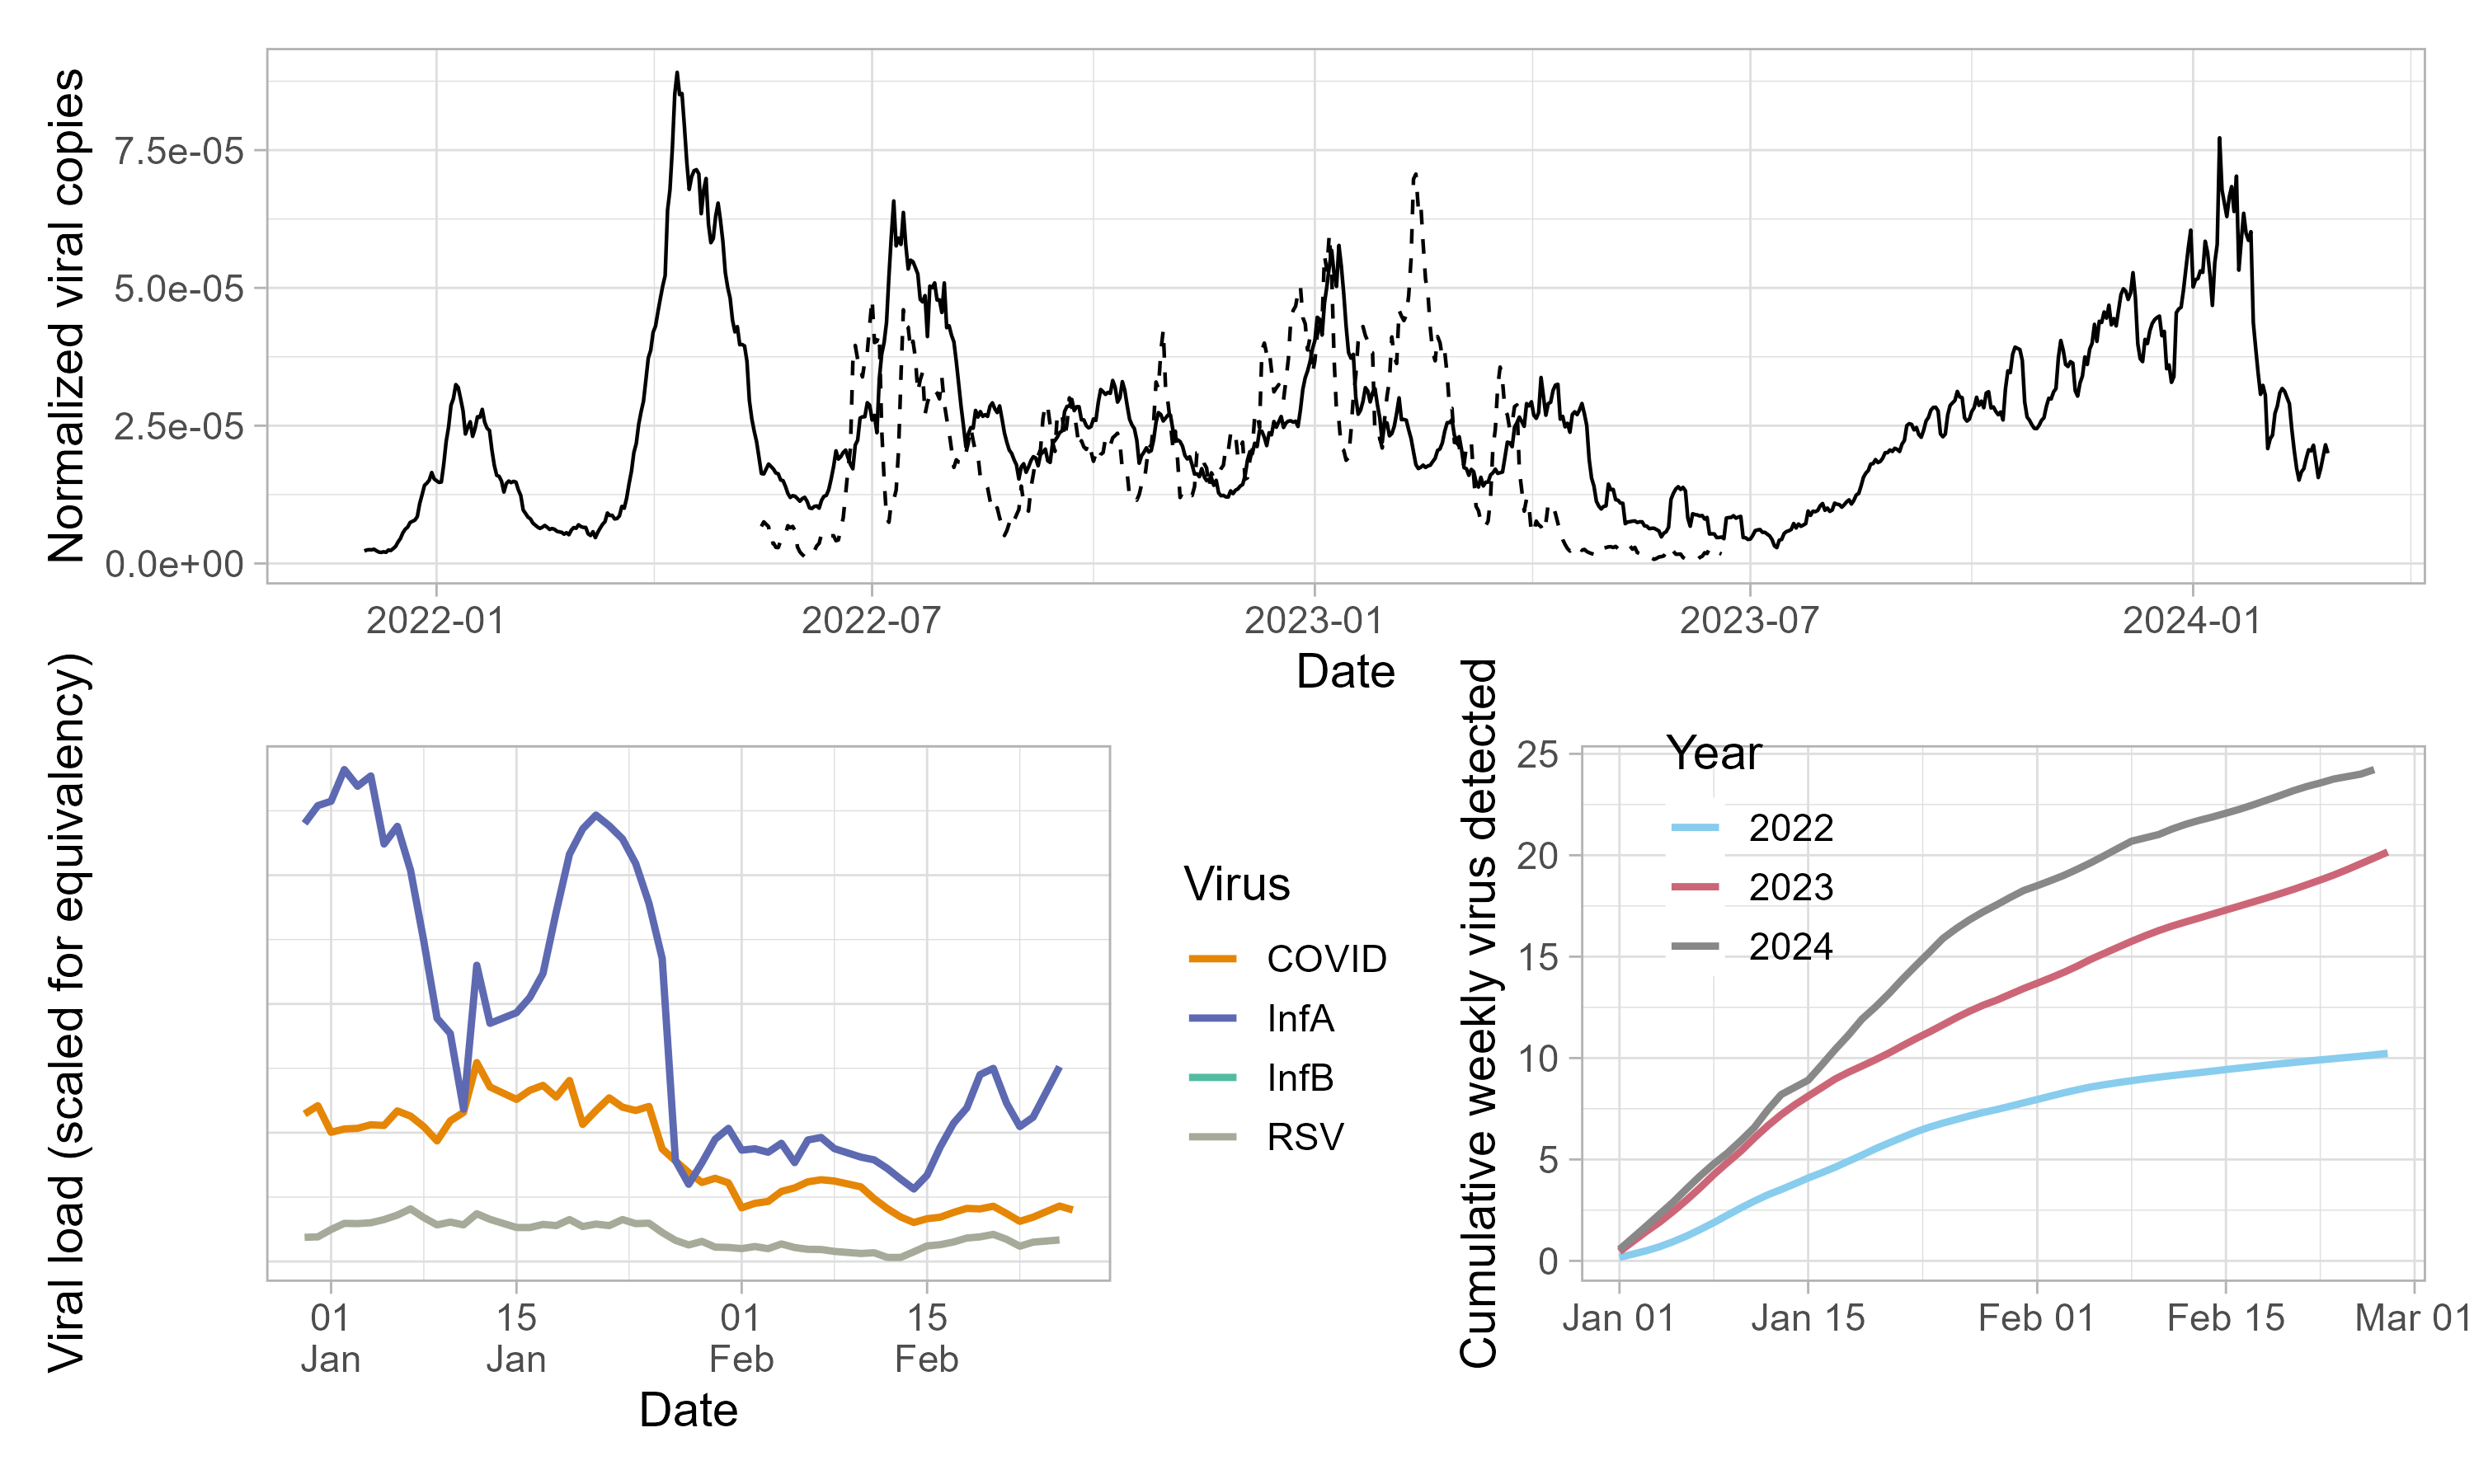 Normalized viral copies
7.5e-05
5.0e-05
2.5e-05
0.0e+00
2022-01
2022-07
2023-01
2023-07
2024-01
Date
Viral load (scaled for equivalency)
01
Jan
15
Jan
01
Feb
15
Feb
Date
Virus
COVID
InfA
InfB
RSV
Cumulative weekly virus detected
25
20
15
10
5
0
Year
2022
2023
2024
Jan 01
Jan 15
Feb 01
Feb 15
Mar 01